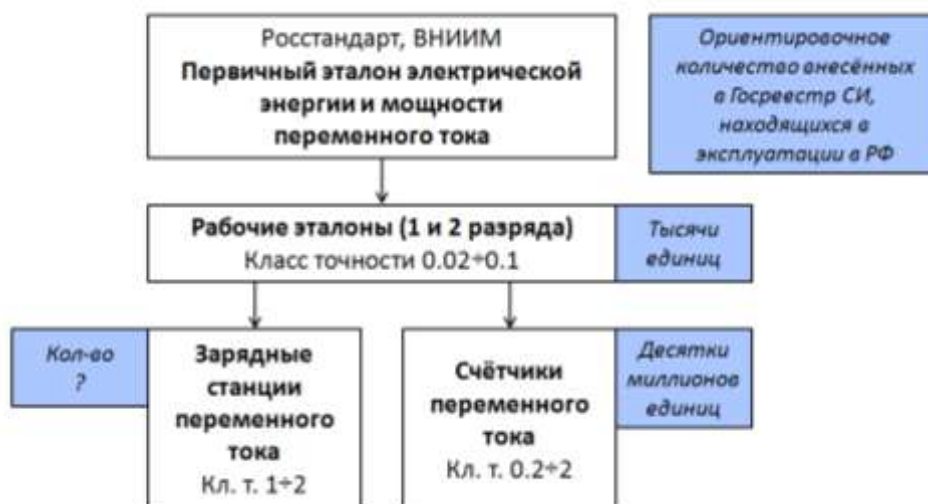 Росстандарт, ВНИИМ
Первичный эталон электрической
энергии и мощности
переменного тока
Ориентировочное
количество внесённых
в Госреестр СИ,
находящихся в
эксплуатации в РФ
Рабочие эталоны (1 и 2 разряда)
Класс точности 0.02÷0.1
Тысячи
единиц
Кол-во
?
Зарядные
станции
переменного
тока
Кл. т. 1÷2
Счётчики
переменного
тока
Кл. т. 0.2÷2
Десятки
миллионов
единиц